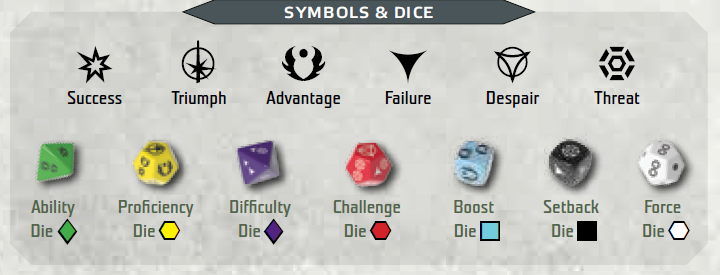 SYMBOLS & DICE
Success Triumph Advantage Failure Despair Threat
Ability Proficiency Difficulty Challenge Boost Setback Force
Die Die Die Die Die Die Die